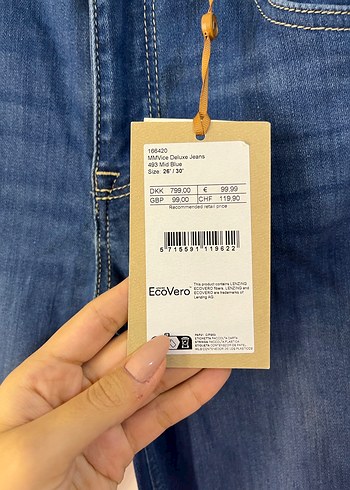 166420
MMVice Deluxe Jeans
493 Mid Blue
Size: 26" / 30"
DKK 799,00 € 99,99
GBP 99.00 CHF 119,90
Recommended retail price
5 715591 119622
EcoVero
This product contains LENZING
ECOVERO fibers. LENZING and
ECOVERO are trademarks of
Lenzing AG.